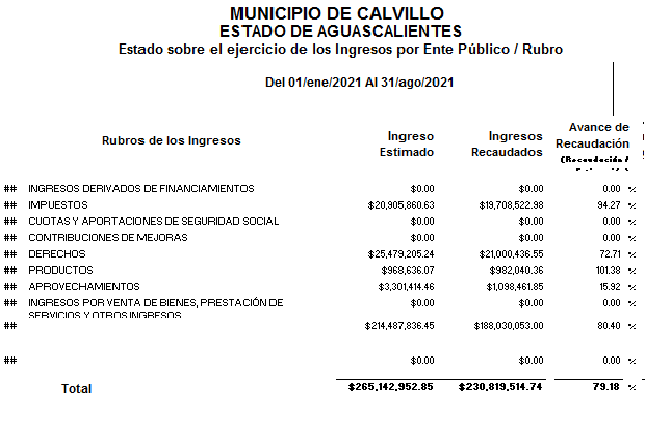 MUNICIPIO DE CALVILLO
ESTADO DE AGUASCALIENTES
Estado sobre el ejercicio de los Ingresos por Ente Público / Rubro
Del 01/ene/2021 Al 31/ago/2021
Rubros de los Ingresos Ingreso Estimado Ingresos Recaudados Avance de Recaudación
## INGRESOS DERIVADOS DE FINANCIAMIENTOS $0.00 $0.00 0.00 %
## IMPUESTOS $20,905,860.63 $19,708,522.98 94.27 %
## CUOTAS Y APORTACIONES DE SEGURIDAD SOCIAL $0.00 $0.00 0.00 %
## CONTRIBUCIONES DE MEJORAS $0.00 $0.00 0.00 %
## DERECHOS $25,479,205.24 $21,000,436.55 72.71 %
## PRODUCTOS $968,636.07 $982,040.36 101.38 %
## APROVECHAMIENTOS $3,301,414.46 $1,098,461.85 15.92 %
## INGRESOS POR VENTA DE BIENES, PRESTACIÓN DE $0.00 $0.00 0.00 %
SERVICIOS Y OTROS INGRESOS
## $214,487,836.45 $188,030,053.00 80.40 %
## $0.00 $0.00 0.00 %
Total $265,142,952.85 $230,819,514.74 79.18 %